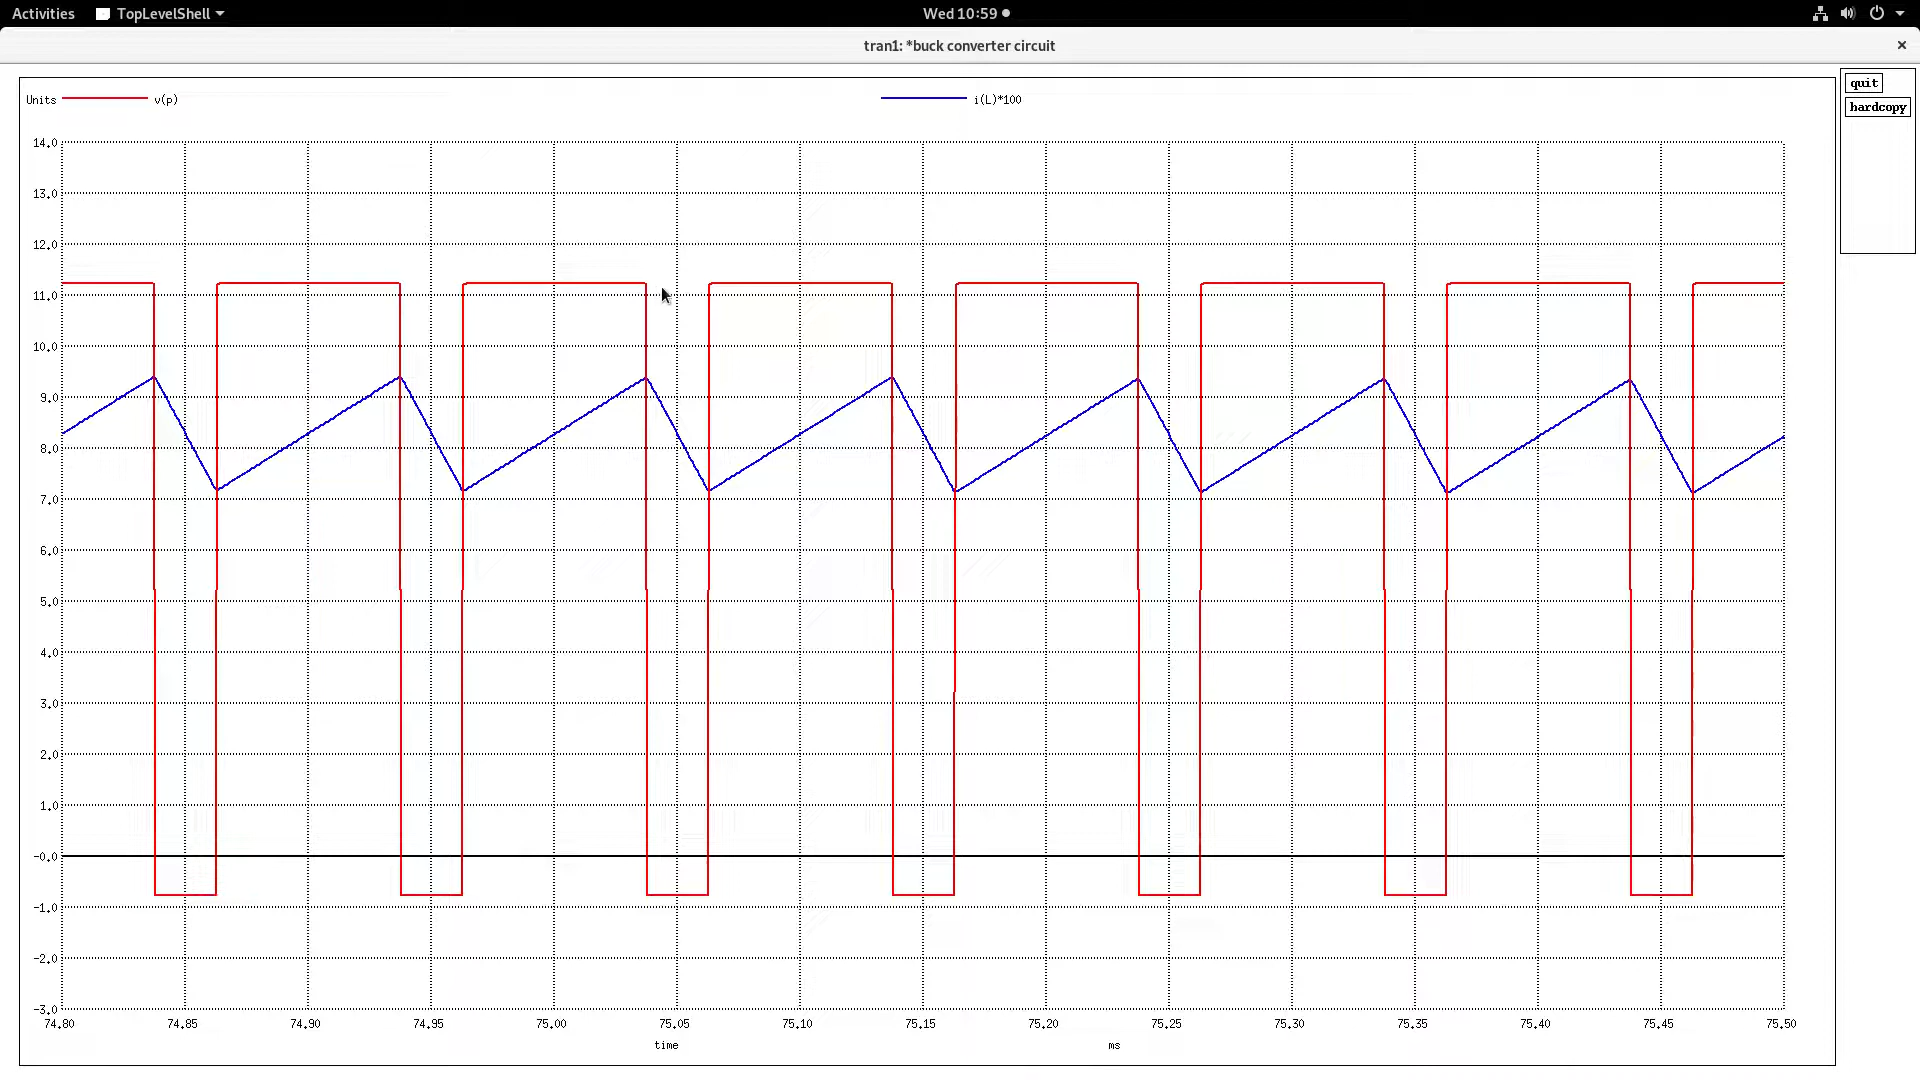 Activities TopLevelShell Wed 10:59
tran1: *buck converter circuit
quit
hardcopy
Units v(p) i(L)*100
14.0
13.0
12.0
11.0
10.0
9.0
8.0
7.0
6.0
5.0
4.0
3.0
2.0
1.0
-0.0
-1.0
-2.0
-3.0
74.80 74.85 74.90 74.95 75.00 75.05 75.10 75.15 75.20 75.25 75.30 75.35 75.40 75.45 75.50
time ms